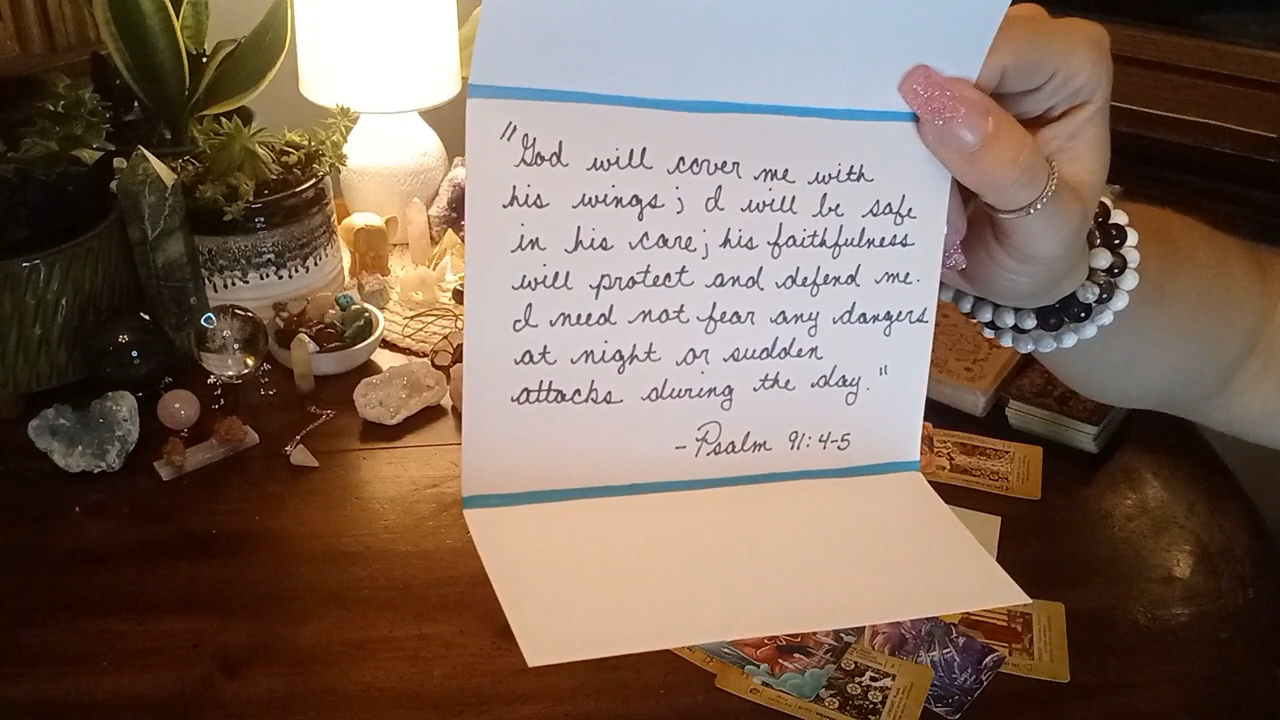 "God will cover me with
his wings; I will be safe
in his care; his faithfulness
will protect and defend me.
I need not fear any dangers
at night or sudden
attacks during the day."
-Psalm 91:4-5